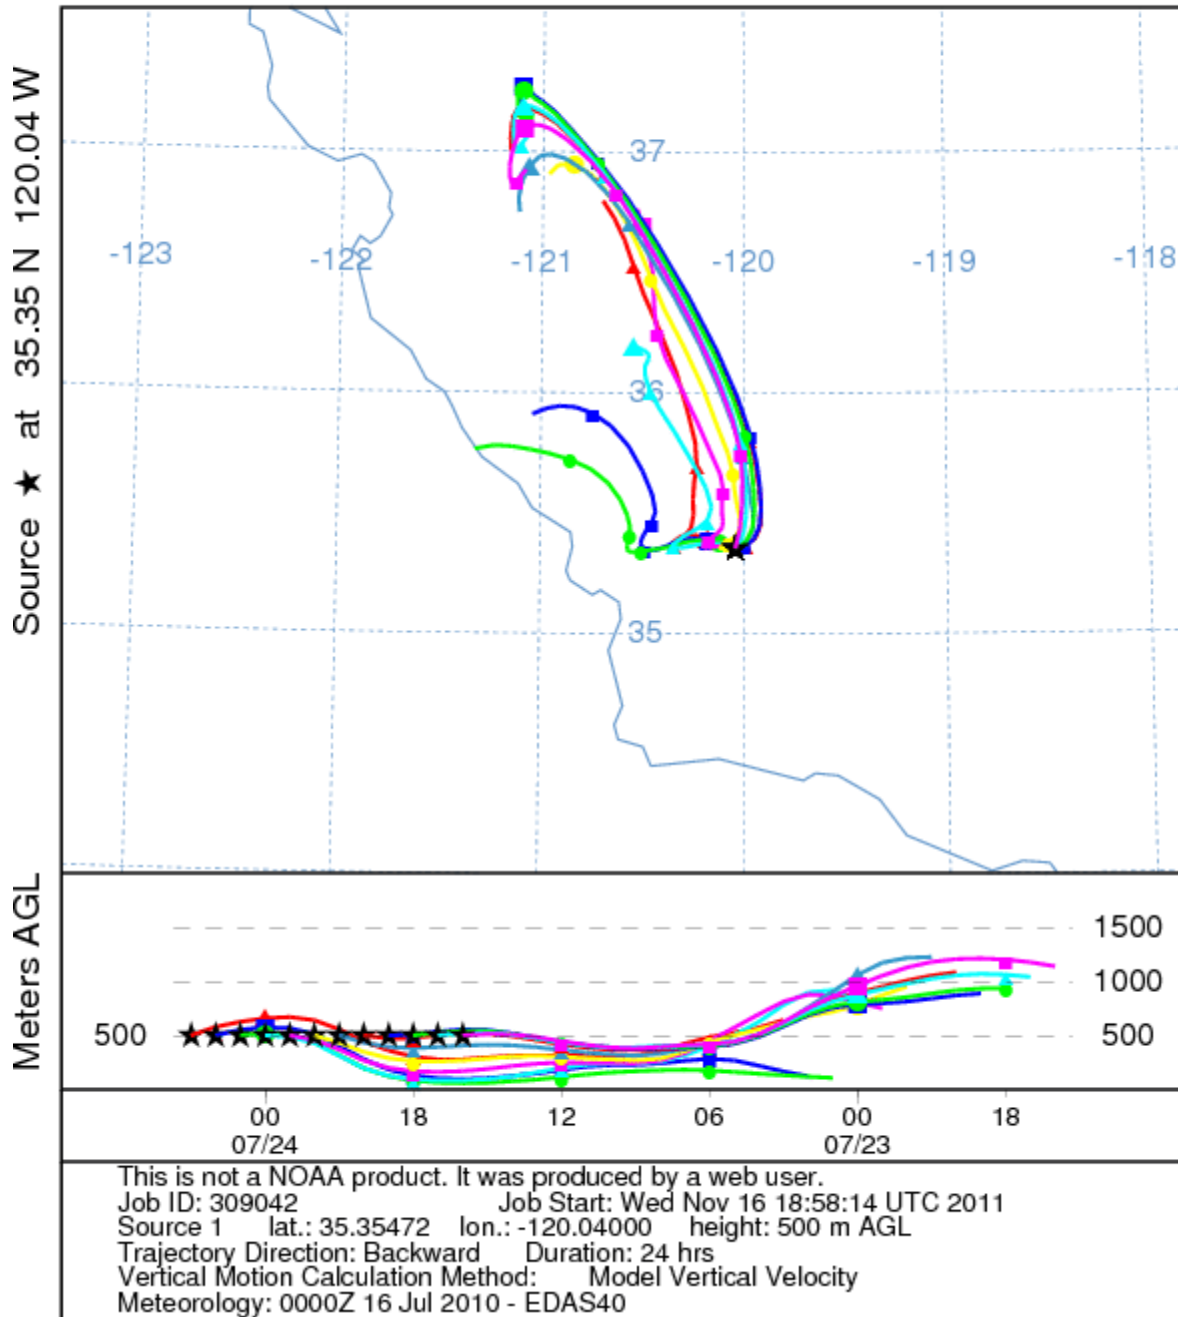 Source ★ at 35.35 N 120.04 W
37
-123 -122 -121 -120 -119 -118
36
35
Meters AGL
1500
1000
500 500
00 18 12 06 00 18
07/24 07/23
This is not a NOAA product. It was produced by a web user.
Job ID: 309042 Job Start: Wed Nov 16 18:58:14 UTC 2011
Source 1 lat.: 35.35472 lon.: -120.04000 height: 500 m AGL
Trajectory Direction: Backward Duration: 24 hrs
Vertical Motion Calculation Method: Model Vertical Velocity
Meteorology: 0000Z 16 Jul 2010 - EDAS40